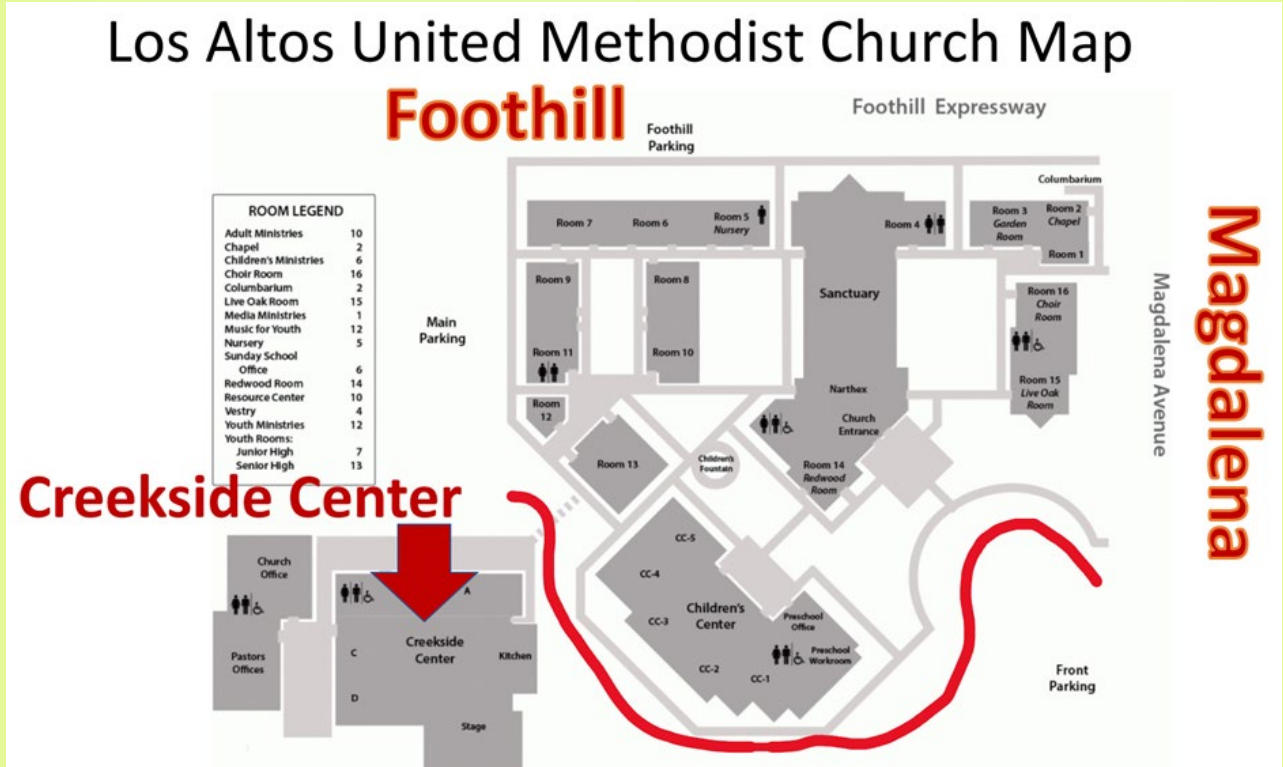 Los Altos United Methodist Church Map
Foothill
Foothill Expressway
Foothill
Parking
Columbarium
Magdalena
Magdalena Avenue
ROOM LEGEND
Adult Ministries 10
Chapel 2
Children's Ministries 6
Choir Room 16
Columbarium 2
Live Oak Room 15
Media Ministries 1
Music for Youth 12
Nursery 5
Sunday School
Office 6
Redwood Room 14
Resource Center 10
Vestry 4
Youth Ministries 12
Youth Rooms:
Junior High 7
Senior High 13
Room 7
Room 6
Room 5
Nursery
Room 4
Room 3
Garden
Room
Room 2
Chapel
Room 1
Main
Parking
Room 9
Room 11
Room 8
Room 10
Sanctuary
Room 16
Choir
Room
Room 15
Live Oak
Room
Room
12
Room 13
Children's
Fountain
Narthex
Church
Entrance
Room 14
Redwood
Room
Creekside Center
Church
Office
Pastors
Offices
A
C
D
Creekside
Center
Kitchen
Stage
CC-5
CC-4
CC-3
CC-2
CC-1
Children's
Center
Preschool
Office
Preschool
Workroom
Front
Parking